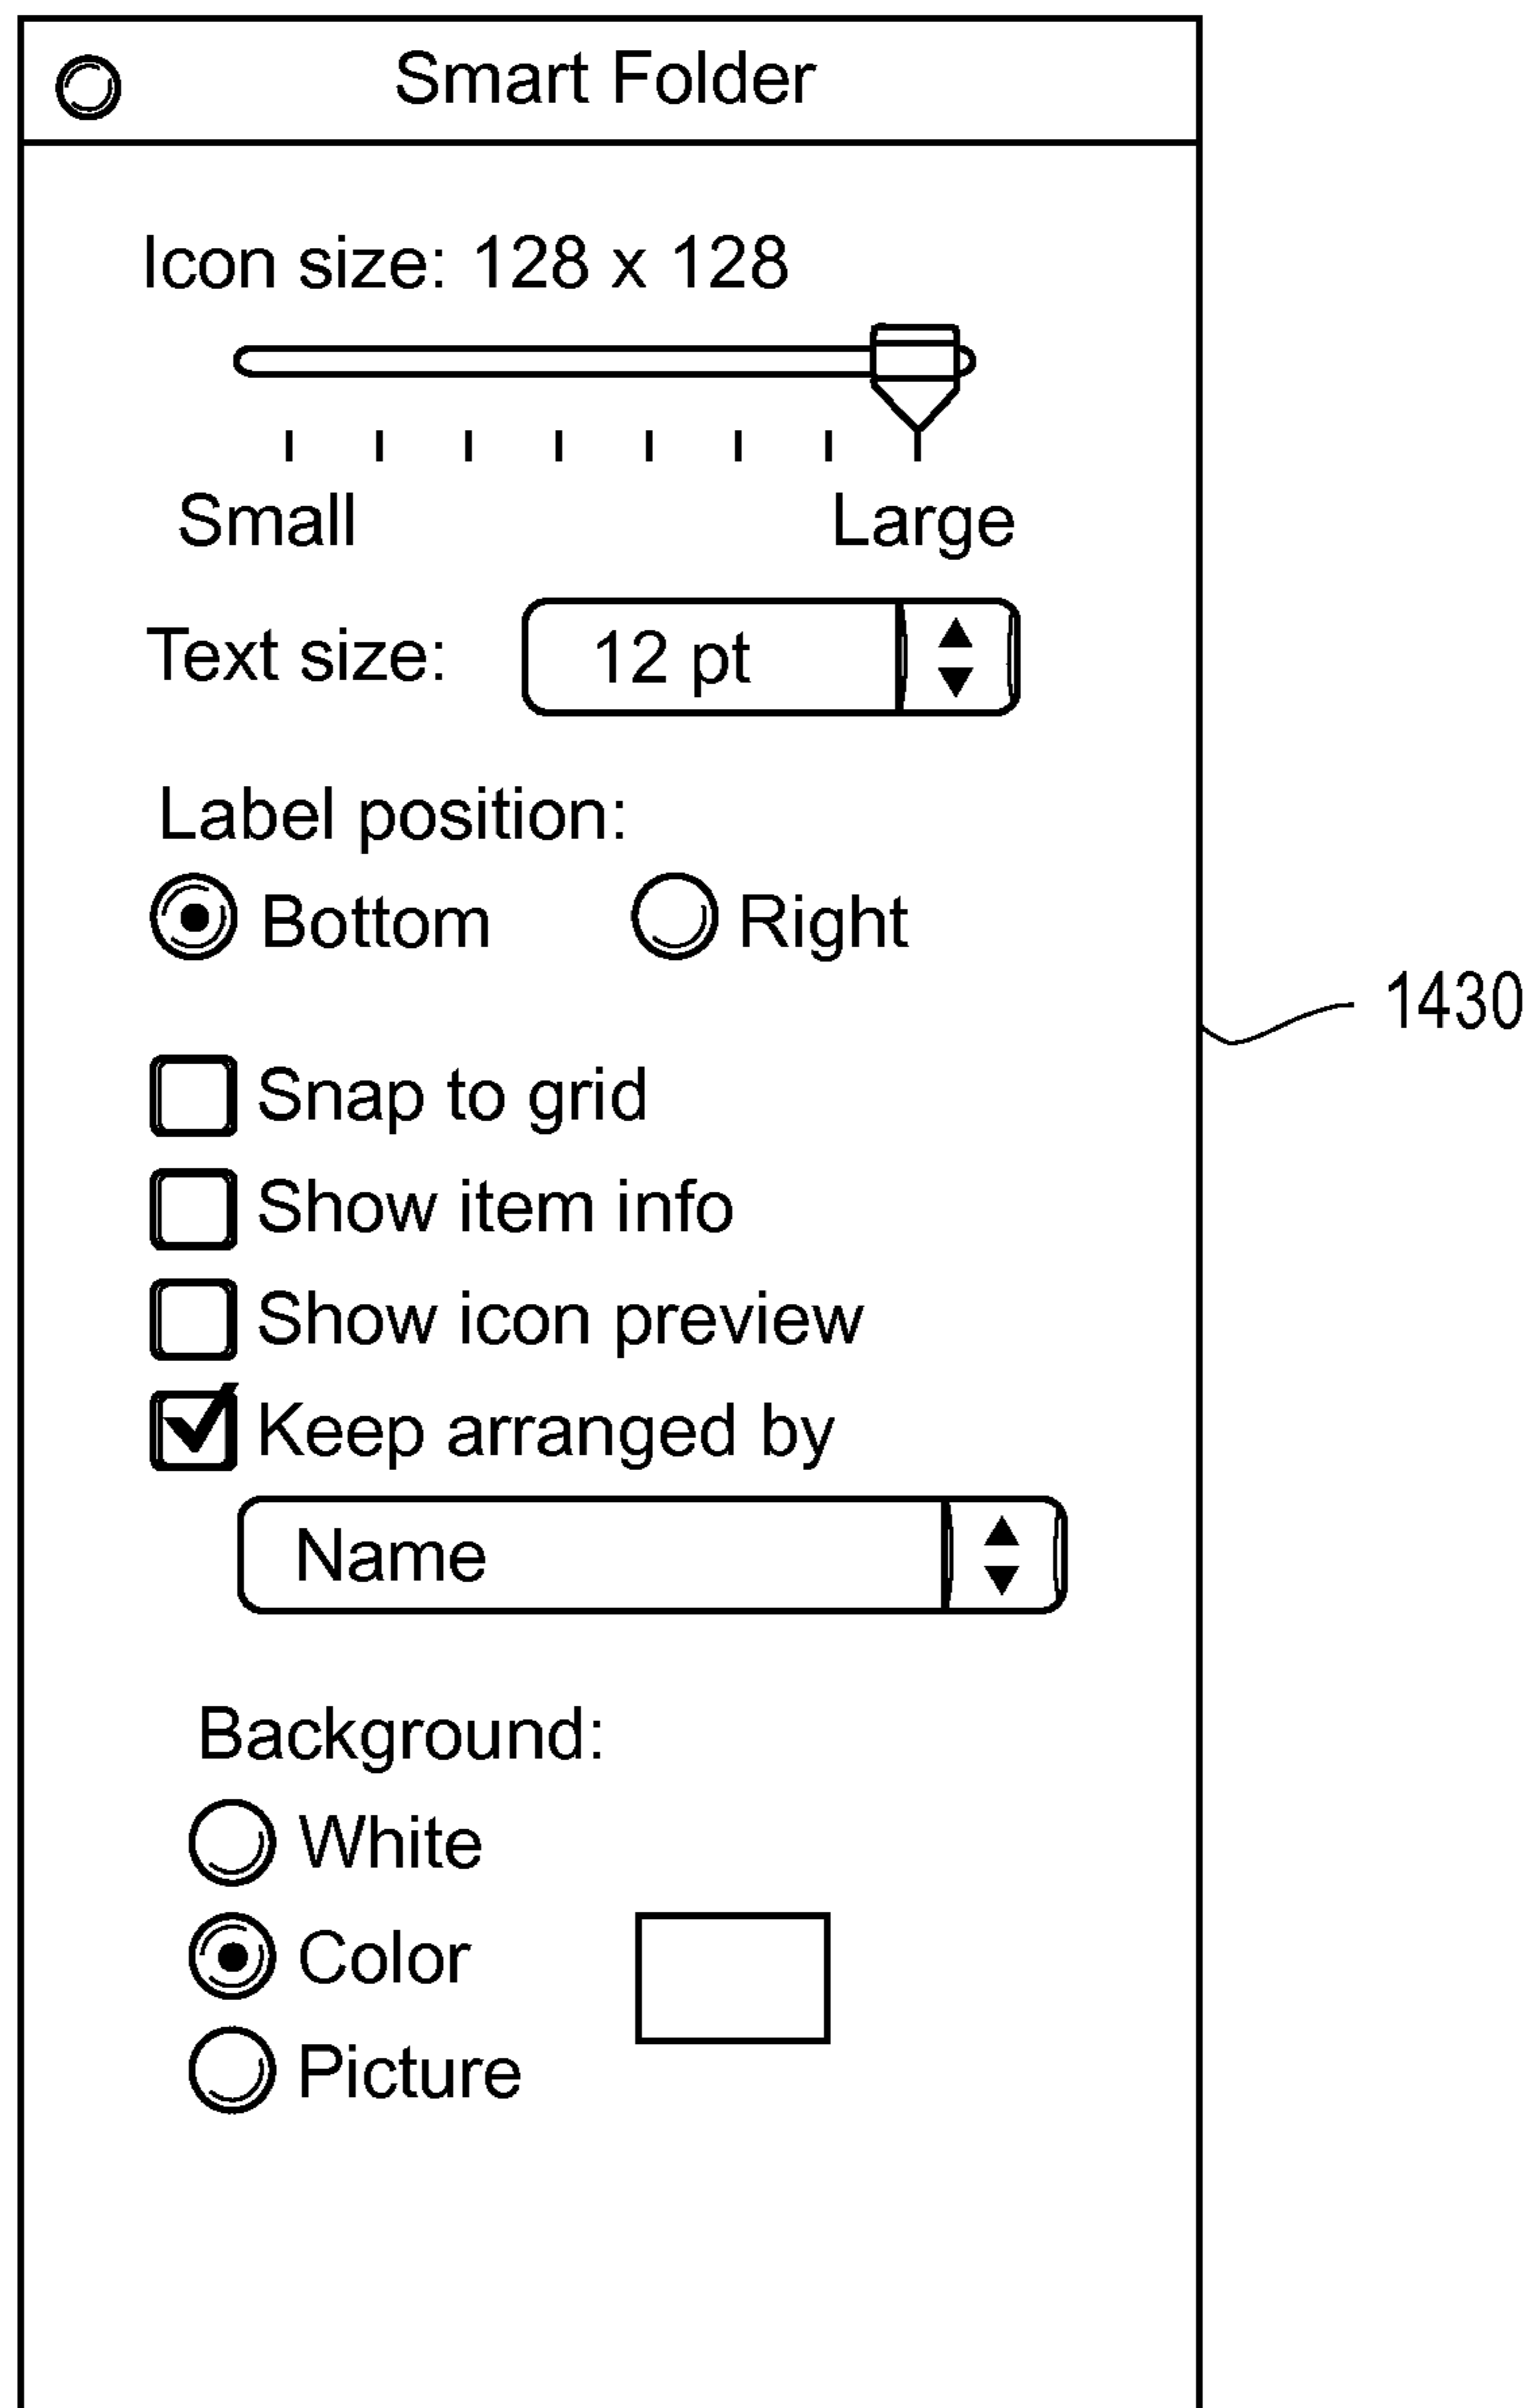 Smart Folder
Icon size: 128 x 128
Small Large
Text size: 12 pt
Label position:
Bottom Right
1430
Snap to grid
Show item info
Show icon preview
Keep arranged by
Name
Background:
White
Color
Picture